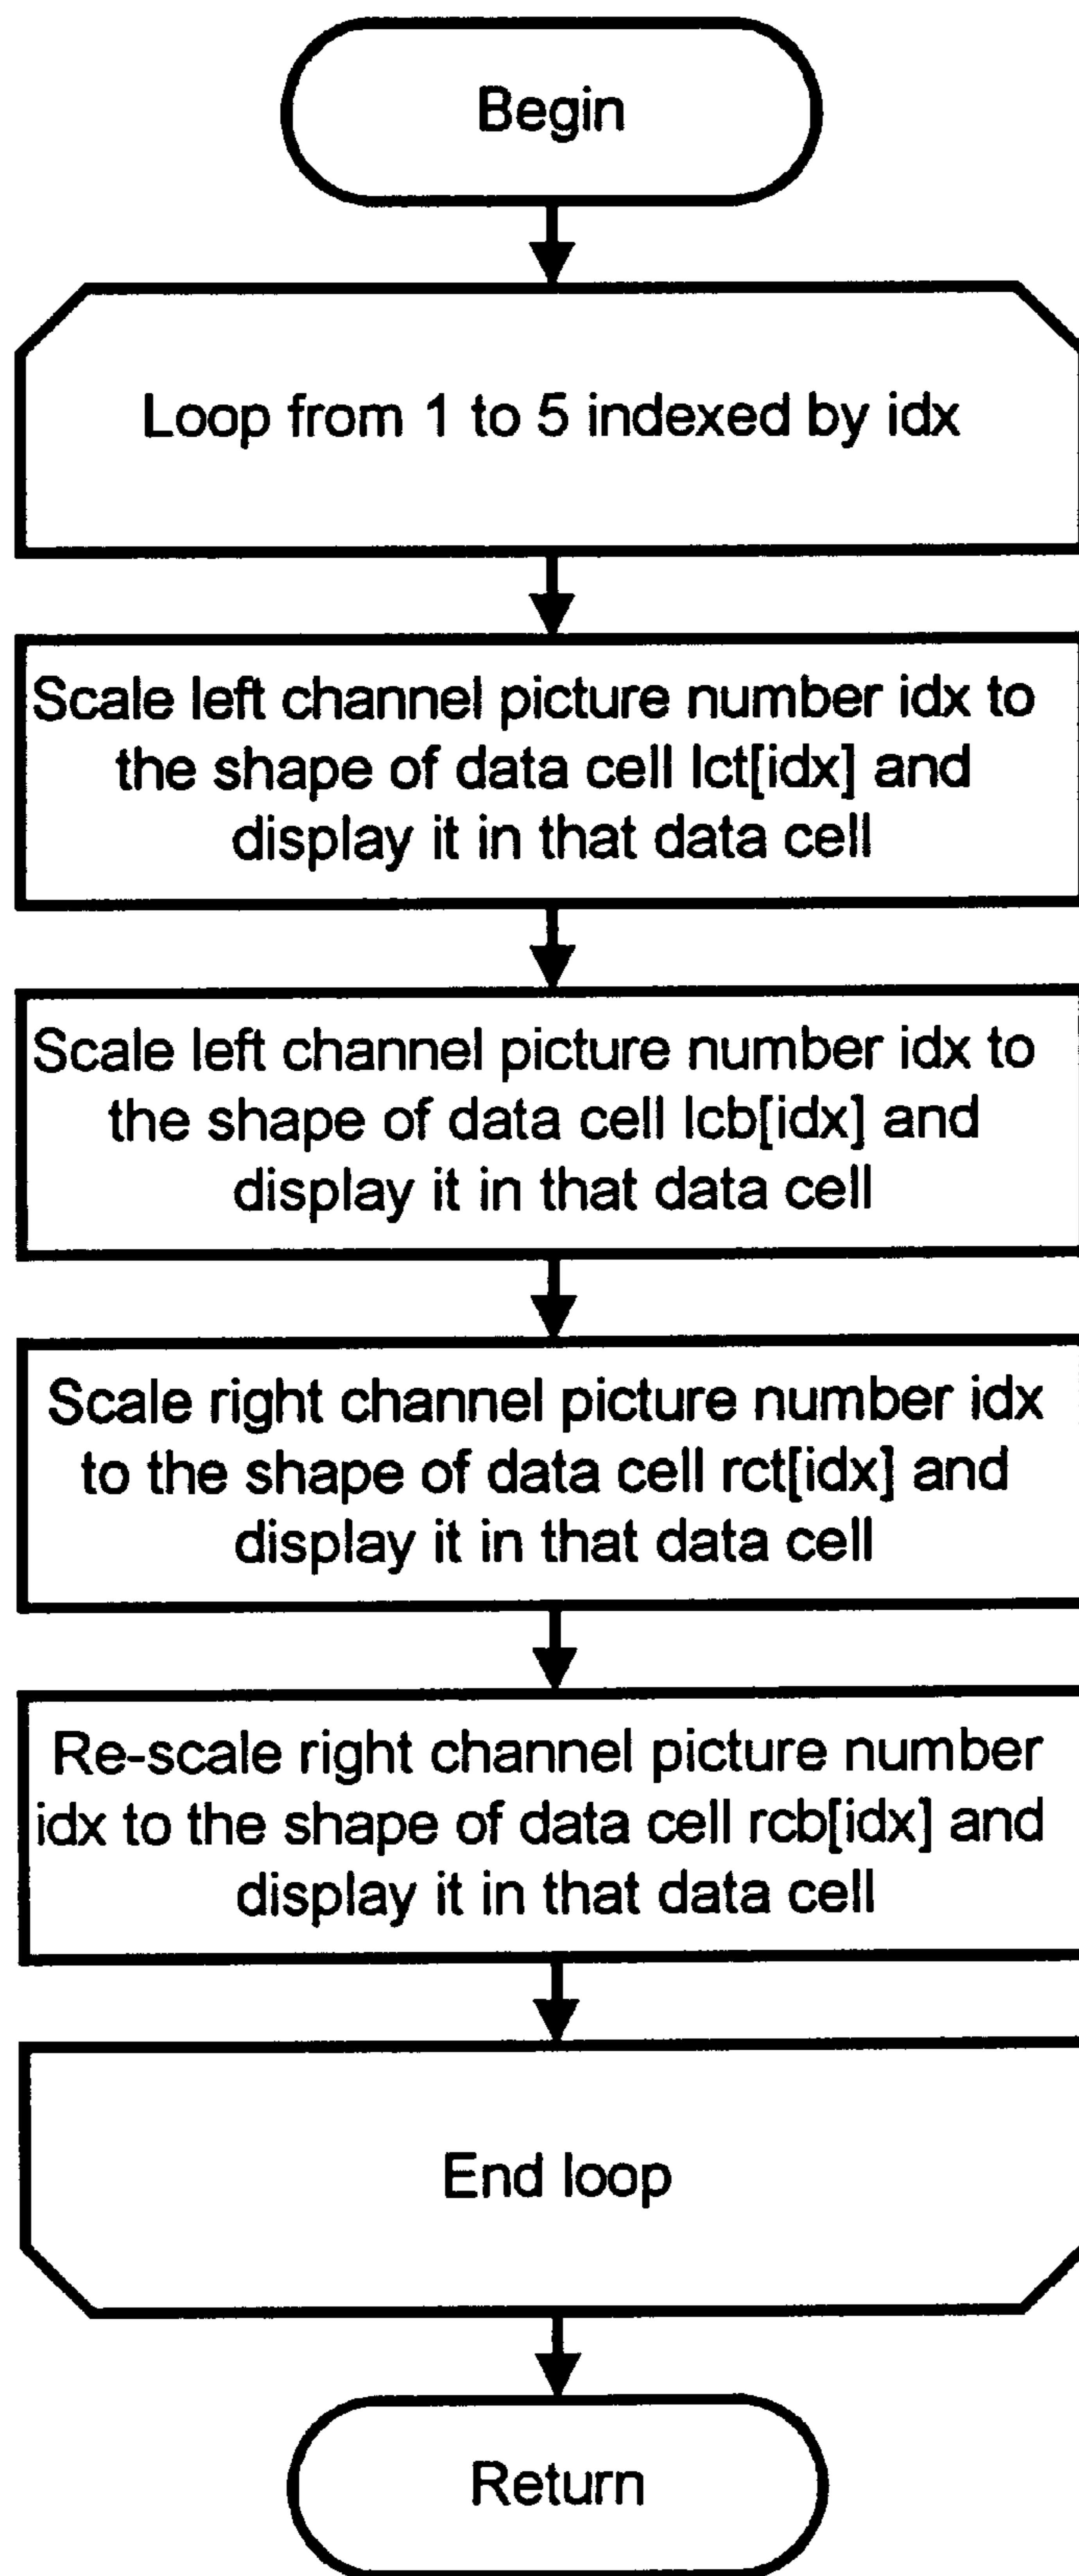 Begin
Loop from 1 to 5 indexed by idx
Scale left channel picture number idx to
the shape of data cell lct[idx] and
display it in that data cell
Scale left channel picture number idx to
the shape of data cell lcb[idx] and
display it in that data cell
Scale right channel picture number idx
to the shape of data cell rct[idx] and
display it in that data cell
Re-scale right channel picture number
idx to the shape of data cell rcb[idx] and
display it in that data cell
End loop
Return